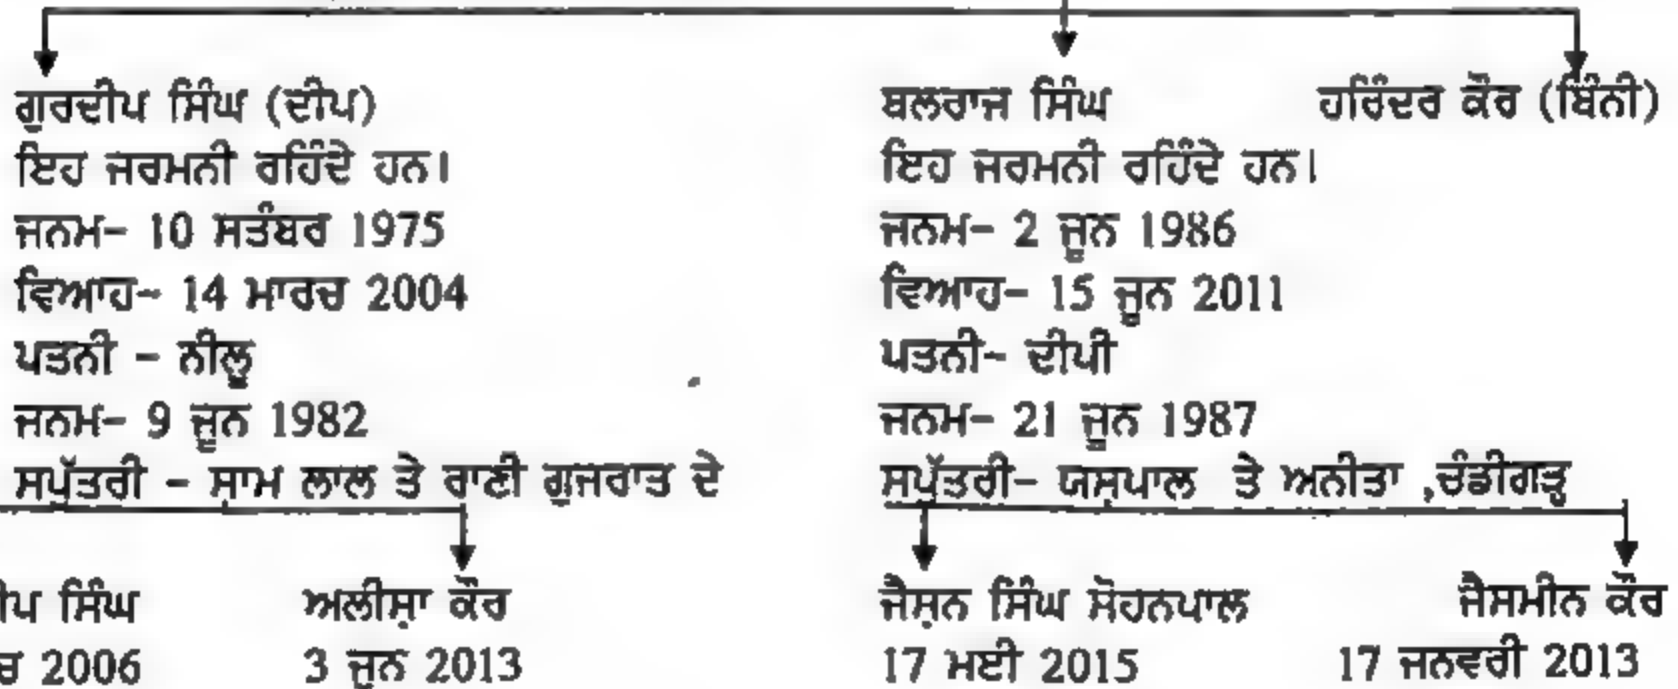 ਗੁਰਦੀਪ ਸਿੰਘ (ਦੀਪ)
ਇਹ ਜਰਮਨੀ ਰਹਿੰਦੇ ਹਨ।
ਜਨਮ- 10 ਸਤੰਬਰ 1975
ਵਿਆਹ- 14 ਮਾਰਚ 2004
ਪਤਨੀ - ਨੀਲੂ
ਜਨਮ- 9 ਜੂਨ 1982
ਸਪੁੱਤਰੀ - ਸ਼ਾਮ ਲਾਲ ਤੇ ਰਾਣੀ ਗੁਜਰਾਤ ਦੇ
ਸਿੰਘ
2006
ਅਲੀਸ਼ਾ ਕੌਰ
3 ਜੂਨ 2013
ਬਲਰਾਜ ਸਿੰਘ
ਇਹ ਜਰਮਨੀ ਰਹਿੰਦੇ ਹਨ।
ਜਨਮ- 2 ਜੂਨ 1986
ਵਿਆਹ- 15 ਜੂਨ 2011
ਪਤਨੀ- ਦੀਪੀ
ਜਨਮ- 21 ਜੂਨ 1987
ਸਪੁੱਤਰੀ- ਯਸ਼ਪਾਲ ਤੇ ਅਨੀਤਾ ,ਚੰਡੀਗੜ੍ਹ
ਜੈਸ਼ਨ ਸਿੰਘ ਸੋਹਨਪਾਲ
17 ਮਈ 2015
ਜੈਸਮੀਨ ਕੌਰ
17 ਜਨਵਰੀ 2013
ਹਰਿੰਦਰ ਕੌਰ (ਬਿੰਨੀ)